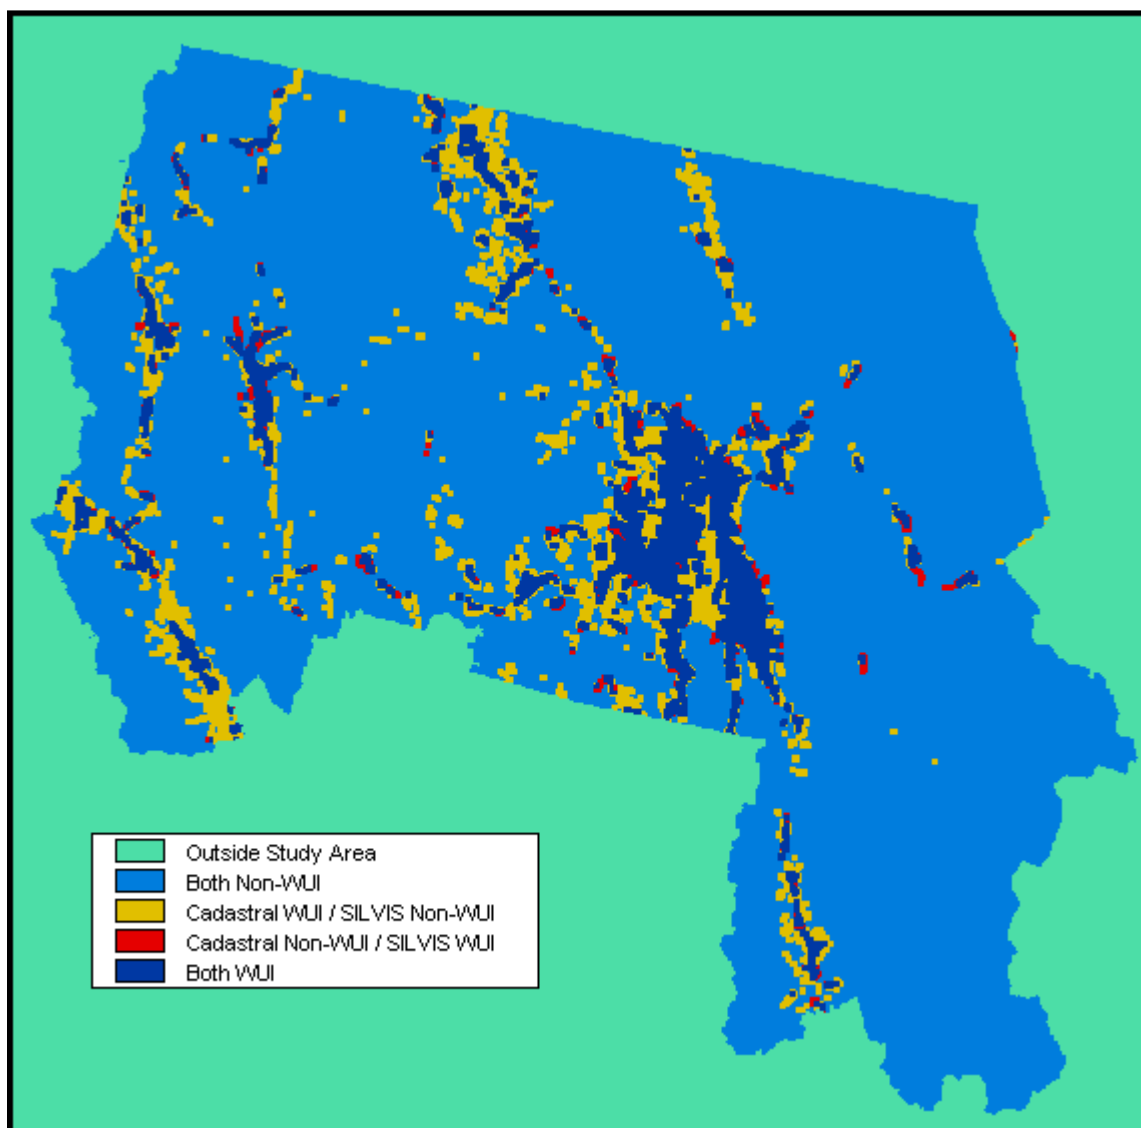 Outside Study Area
Both Non-WUI
Cadastral WUI / SILVIS Non-WUI
Cadastral Non-WUI / SILVIS WUI
Both WUI